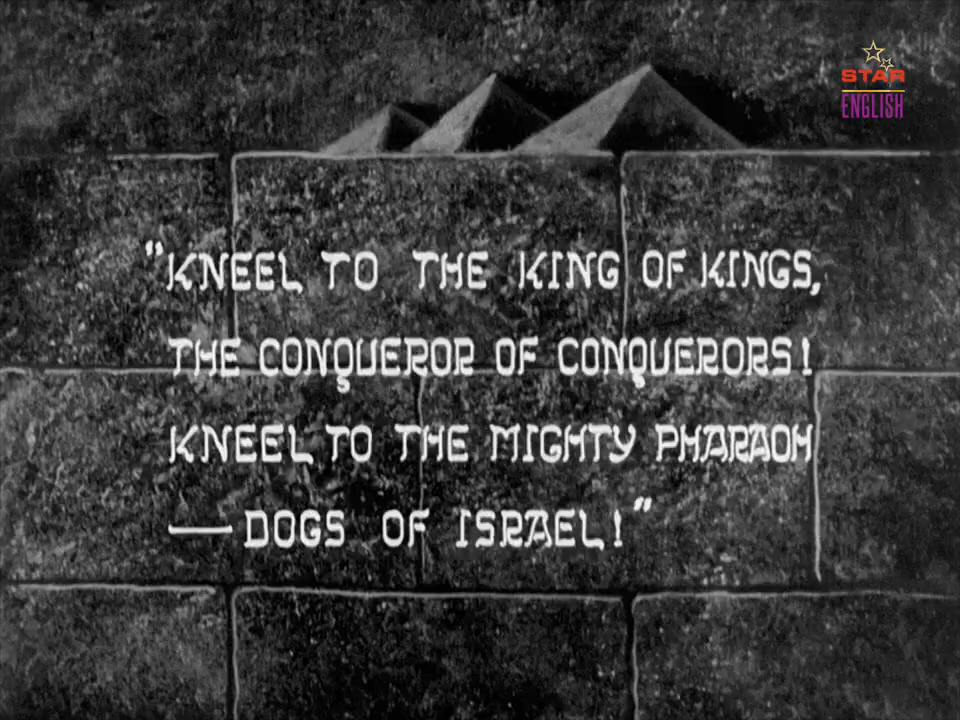 STAR
ENGLISH
"KNEEL TO THE KING OF KINGS,
THE CONQUEROR OF CONQUERORS!
KNEEL TO THE MIGHTY PHARAOH
—DOGS OF ISRAEL!"